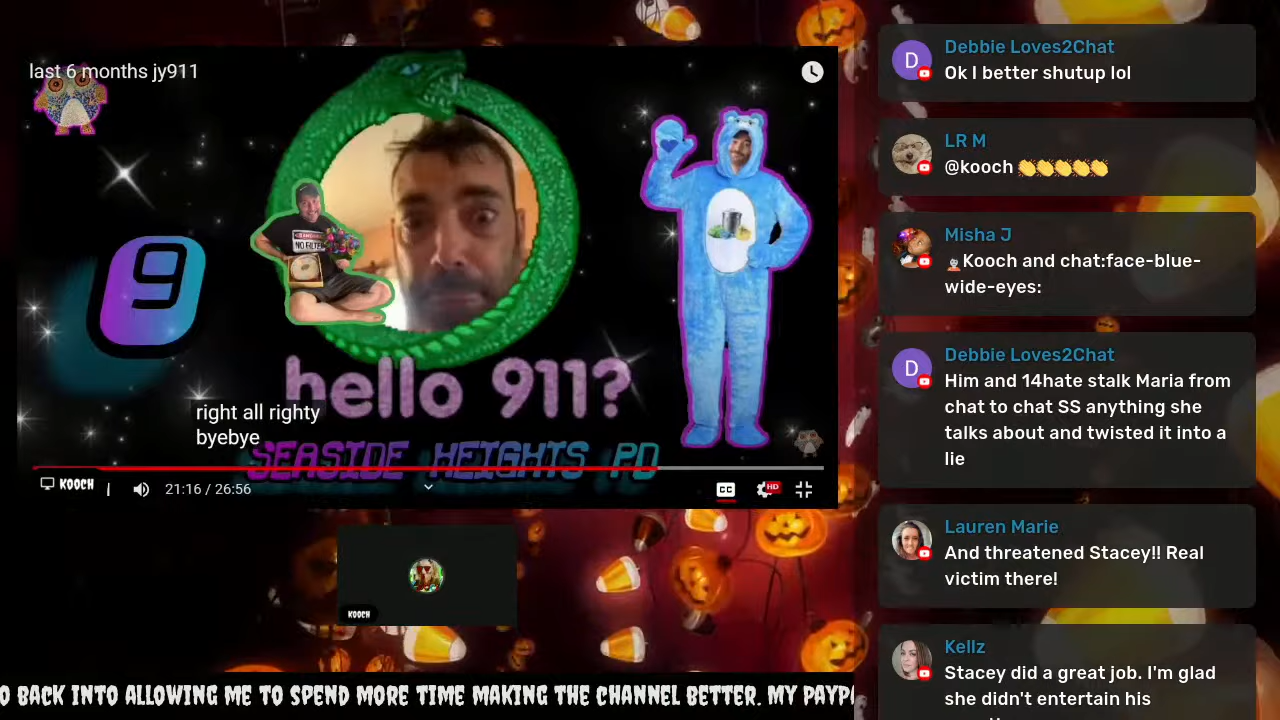 last 6 months jy911
NO FILTER
9
hello 911?
right all righty
byebye
SEASIDE HEIGHTS PD
KOOCH
21:16 / 26:56
CC
HD
KOOCH
O BACK INTO ALLOWING ME TO SPEND MORE TIME MAKING THE CHANNEL BETTER. MY PAYP
D
Debbie Loves2Chat
Ok I better shutup lol
LR M
@kooch 👏👏👏👏👏
Misha J
Kooch and chat:face-blue-
wide-eyes:
D
Debbie Loves2Chat
Him and 14hate stalk Maria from
chat to chat SS anything she
talks about and twisted it into a
lie
Lauren Marie
And threatened Stacey!! Real
victim there!
Kellz
Stacey did a great job. I'm glad
she didn't entertain his